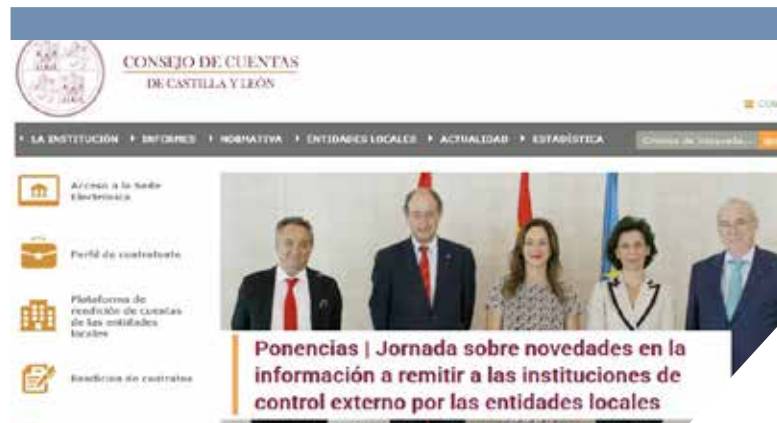 CONSEJO DE CUENTAS
DE CASTILLA Y LEÓN
LA INSTITUCIÓN INFORMES NORMATIVA ENTIDADES LOCALES ACTUALIDAD ESTADÍSTICA
Acceso a la Sede
Electrónica
Perfil de contratante
Plataforma de
rendición de cuentas
de las entidades
locales
Rendición de contratos
Ponencias | Jornada sobre novedades en la
información a remitir a las instituciones de
control externo por las entidades locales